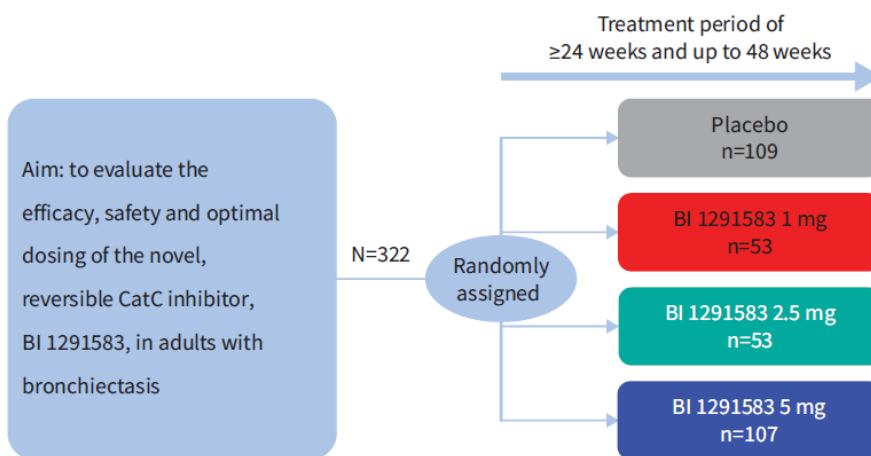 Treatment period of
≥24 weeks and up to 48 weeks
Aim: to evaluate the
efficacy, safety and optimal
dosing of the novel,
reversible CatC inhibitor,
BI 1291583, in adults with
bronchiectasis
N=322
Randomly
assigned
Placebo
n=109
BI 1291583 1 mg
n=53
BI 1291583 2.5 mg
n=53
BI 1291583 5 mg
n=107